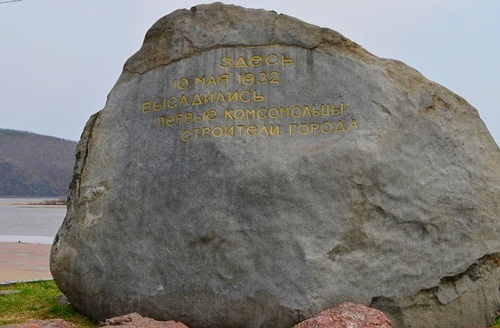 ЗДЕСЬ
10 МАЯ 1932
ВЫСАДИЛИСЬ
ПЕРВЫЕ КОМСОМОЛЬЦЫ
СТРОИТЕЛИ ГОРОДА